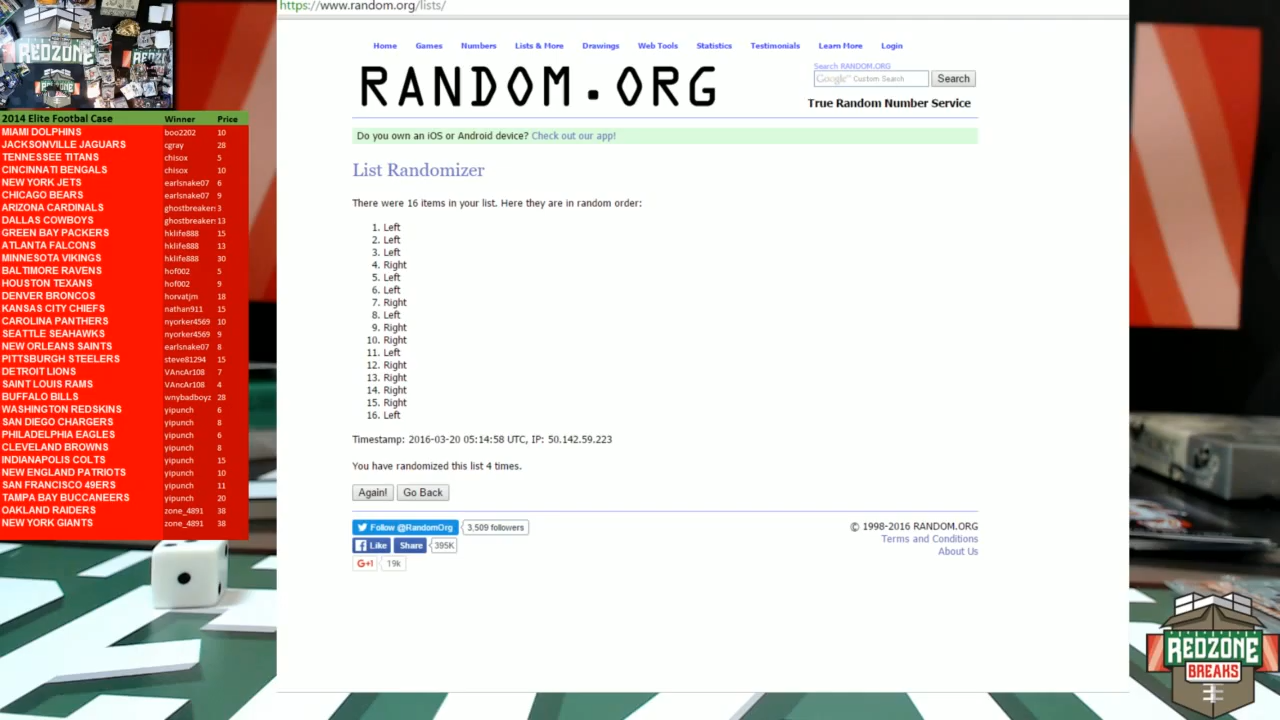 https://www.random.org/lists/
Home Games Numbers Lists & More Drawings Web Tools Statistics Testimonials Learn More Login
RANDOM.ORG
Search RANDOM.ORG
Google™ Custom Search Search
True Random Number Service
Do you own an iOS or Android device? Check out our app!
List Randomizer
There were 16 items in your list. Here they are in random order:
1. Left
2. Left
3. Left
4. Right
5. Left
6. Left
7. Right
8. Left
9. Right
10. Right
11. Left
12. Right
13. Right
14. Right
15. Right
16. Left
Timestamp: 2016-03-20 05:14:58 UTC, IP: 50.142.59.223
You have randomized this list 4 times.
Again! Go Back
Follow @RandomOrg 3,509 followers
Like Share 395K
G+1 19k
© 1998-2016 RANDOM.ORG
Terms and Conditions
About Us
REDZONE
2014 Elite Footbal Case Winner Price
MIAMI DOLPHINS boo2202 10
JACKSONVILLE JAGUARS cgray 28
TENNESSEE TITANS chisox 5
CINCINNATI BENGALS chisox 10
NEW YORK JETS earlsnake07 6
CHICAGO BEARS earlsnake07 9
ARIZONA CARDINALS ghostbreaker 3
DALLAS COWBOYS ghostbreaker 13
GREEN BAY PACKERS hklife888 15
ATLANTA FALCONS hklife888 13
MINNESOTA VIKINGS hklife888 30
BALTIMORE RAVENS hof002 5
HOUSTON TEXANS hof002 9
DENVER BRONCOS horvatjm 18
KANSAS CITY CHIEFS nathan911 15
CAROLINA PANTHERS nyorker4569 10
SEATTLE SEAHAWKS nyorker4569 9
NEW ORLEANS SAINTS earlsnake07 8
PITTSBURGH STEELERS steve81294 15
DETROIT LIONS VAncAr108 7
SAINT LOUIS RAMS VAncAr108 4
BUFFALO BILLS wnybadboyz 28
WASHINGTON REDSKINS yipunch 6
SAN DIEGO CHARGERS yipunch 8
PHILADELPHIA EAGLES yipunch 6
CLEVELAND BROWNS yipunch 8
INDIANAPOLIS COLTS yipunch 15
NEW ENGLAND PATRIOTS yipunch 10
SAN FRANCISCO 49ERS yipunch 11
TAMPA BAY BUCCANEERS yipunch 20
OAKLAND RAIDERS zone_4891 38
NEW YORK GIANTS zone_4891 38
REDZONE
BREAKS